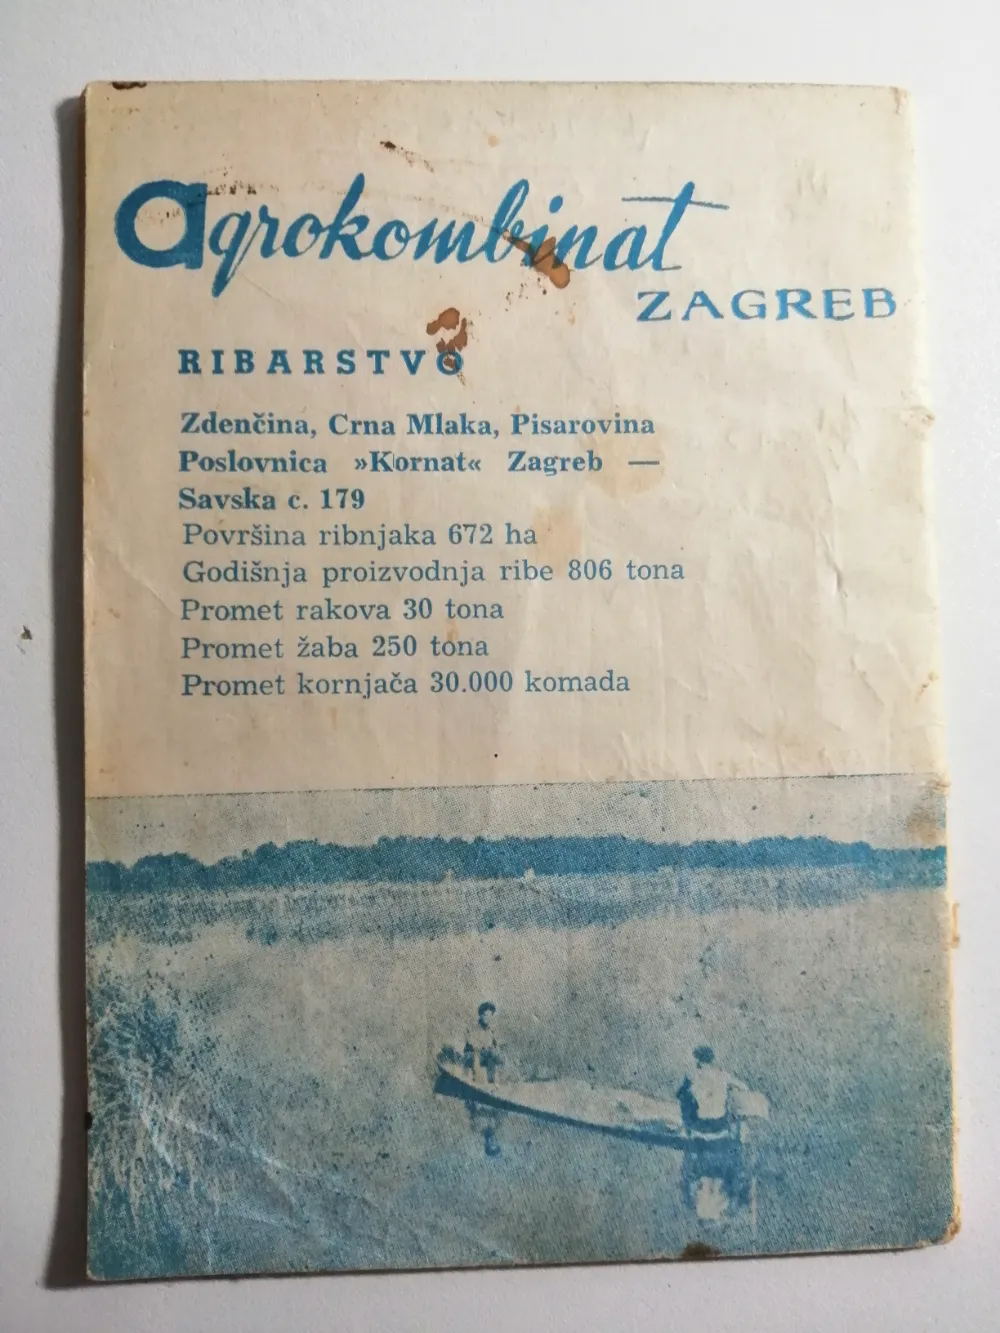 agrokombinat
ZAGREB
RIBARSTVO
Zdenčina, Crna Mlaka, Pisarovina
Poslovnica »Kornat« Zagreb —
Savska c. 179
Površina ribnjaka 672 ha
Godišnja proizvodnja ribe 806 tona
Promet rakova 30 tona
Promet žaba 250 tona
Promet kornjača 30.000 komada